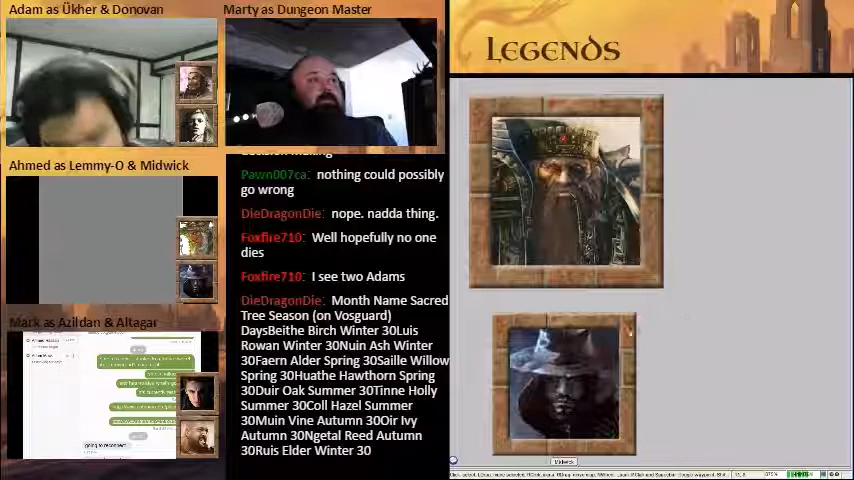 Adam as Ükher & Donovan
Marty as Dungeon Master
LEGENDS
Ahmed as Lemmy-O & Midwick
Pawn007ca: nothing could possibly
go wrong
DieDragonDie: nope. nadda thing.
Foxfire710: Well hopefully no one
dies
Foxfire710: I see two Adams
DieDragonDie: Month Name Sacred
Tree Season (on Vosguard)
DaysBeithe Birch Winter 30Luis
Rowan Winter 30Nuin Ash Winter
30Faern Alder Spring 30Saille Willow
Spring 30Huathe Hawthorn Spring
30Duir Oak Summer 30Tinne Holly
Summer 30Coll Hazel Summer
30Muin Vine Autumn 30Oir Ivy
Autumn 30Ngetal Reed Autumn
30Ruis Elder Winter 30
Mark as Azildan & Altagar
going to reconnect
Midwick